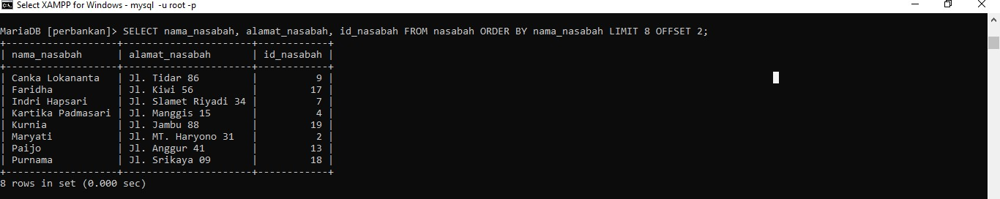 Select XAMPP for Windows - mysql -u root -p
MariaDB [perbankan]> SELECT nama_nasabah, alamat_nasabah, id_nasabah FROM nasabah ORDER BY nama_nasabah LIMIT 8 OFFSET 2;
+-------------------+----------------------+------------+
| nama_nasabah      | alamat_nasabah       | id_nasabah |
+-------------------+----------------------+------------+
| Canka Lokananta   | Jl. Tidar 86         |          9 |
| Faridha           | Jl. Kiwi 56          |         17 |
| Indri Hapsari     | Jl. Slamet Riyadi 34 |          7 |
| Kartika Padmasari | Jl. Manggis 15       |          4 |
| Kurnia            | Jl. Jambu 88         |         19 |
| Maryati           | Jl. MT. Haryono 31   |          2 |
| Paijo             | Jl. Anggur 41        |         13 |
| Purnama           | Jl. Srikaya 09       |         18 |
+-------------------+----------------------+------------+
8 rows in set (0.000 sec)